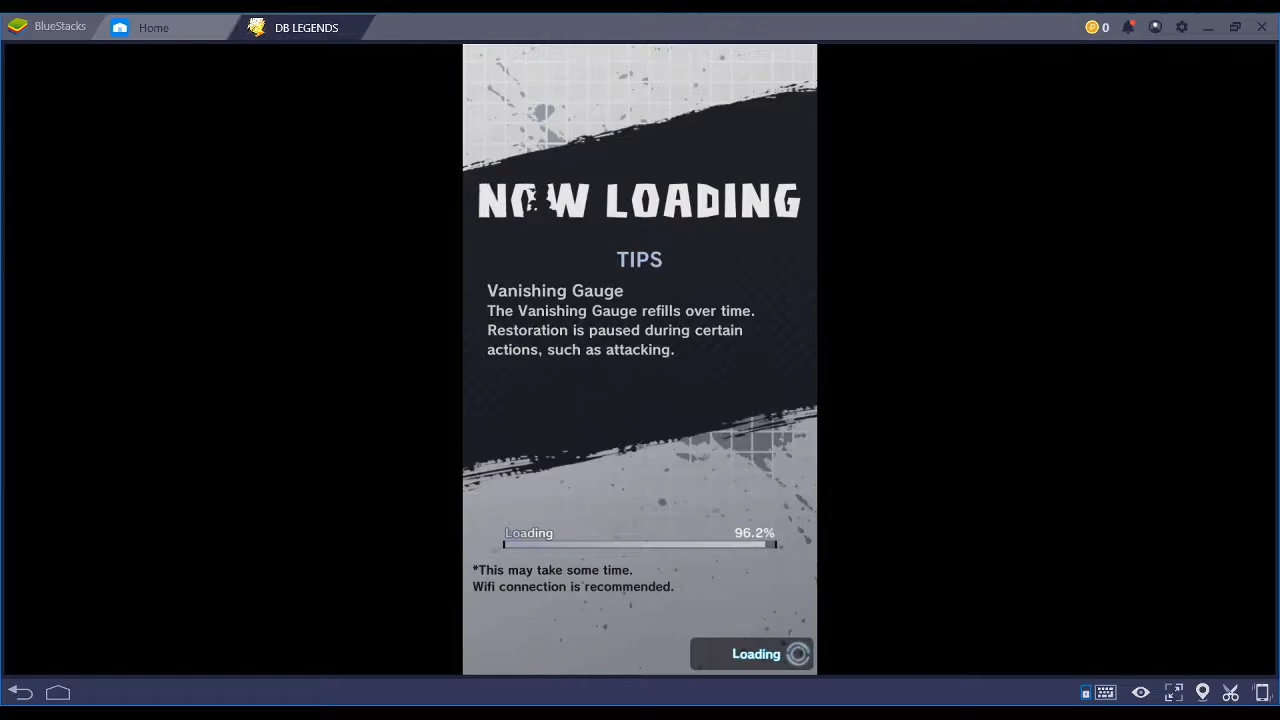 BlueStacks Home DB LEGENDS 0
NOW LOADING
TIPS
Vanishing Gauge
The Vanishing Gauge refills over time.
Restoration is paused during certain
actions, such as attacking.
Loading 96.2%
*This may take some time.
Wifi connection is recommended.
Loading